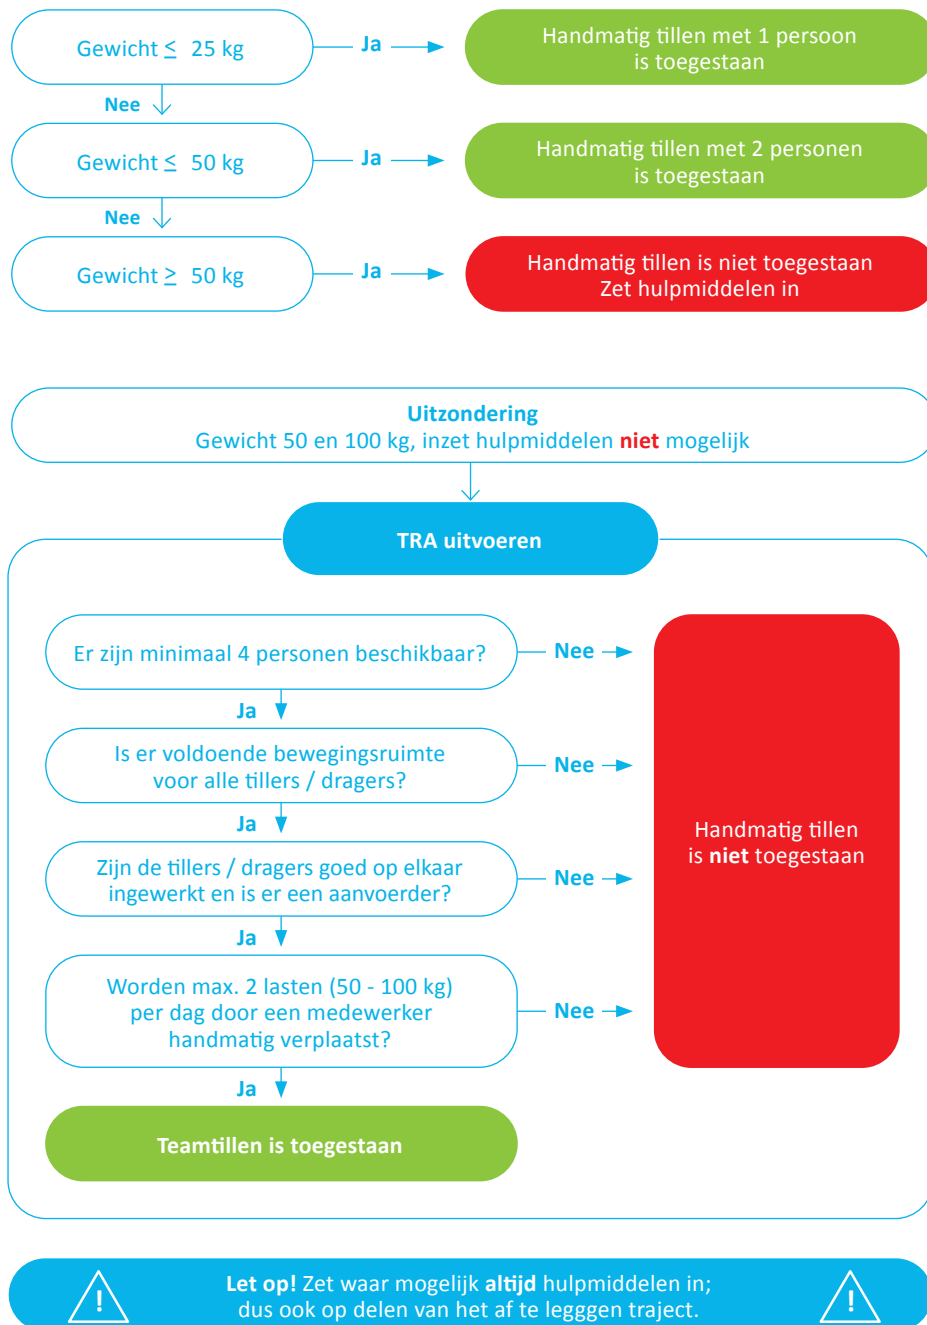 Gewicht ≤ 25 kg
Ja
Handmatig tillen met 1 persoon
is toegestaan
Nee
Gewicht ≤ 50 kg
Ja
Handmatig tillen met 2 personen
is toegestaan
Nee
Gewicht ≥ 50 kg
Ja
Handmatig tillen is niet toegestaan
Zet hulpmiddelen in
Uitzondering
Gewicht 50 en 100 kg, inzet hulpmiddelen niet mogelijk
TRA uitvoeren
Er zijn minimaal 4 personen beschikbaar?
Nee
Ja
Is er voldoende bewegingsruimte
voor alle tillers / dragers?
Nee
Ja
Zijn de tillers / dragers goed op elkaar
ingewerkt en is er een aanvoerder?
Nee
Ja
Worden max. 2 lasten (50 - 100 kg)
per dag door een medewerker
handmatig verplaatst?
Nee
Handmatig tillen
is niet toegestaan
Ja
Teamtillen is toegestaan
! Let op! Zet waar mogelijk altijd hulpmiddelen in; !
dus ook op delen van het af te legggen traject.